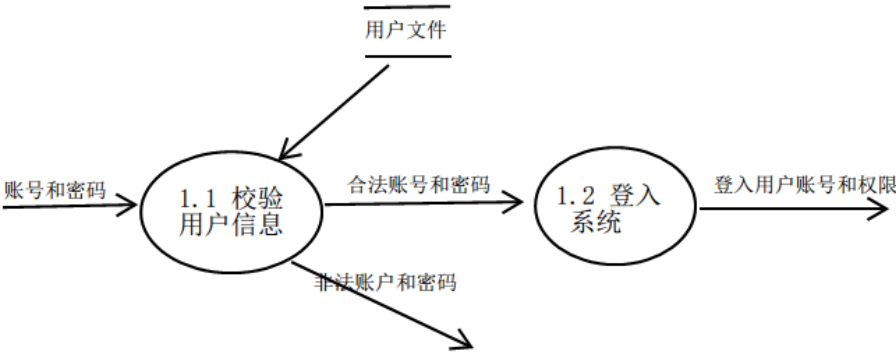 用户文件
账号和密码
1.1 校验
用户信息
合法账号和密码
1.2 登入
系统
登入用户账号和权限
非法账户和密码